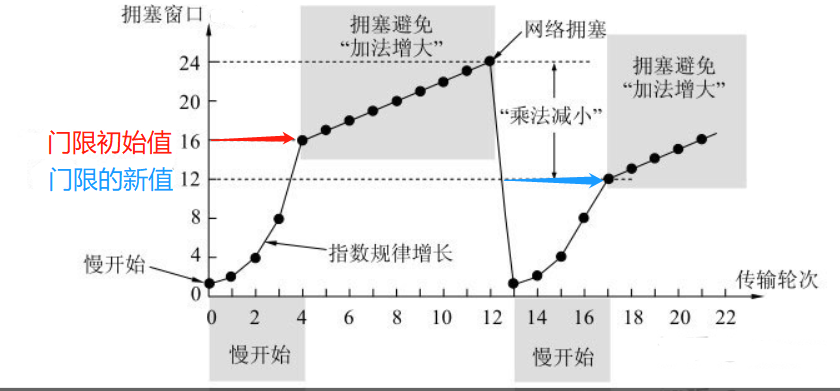 拥塞窗口
拥塞避免
“加法增大”
网络拥塞
24
20
16
12
8
4
0
门限初始值
门限的新值
“乘法减小”
拥塞避免
“加法增大”
慢开始
指数规律增长
传输轮次
0 2 4 6 8 10 12 14 16 18 20 22
慢开始
慢开始